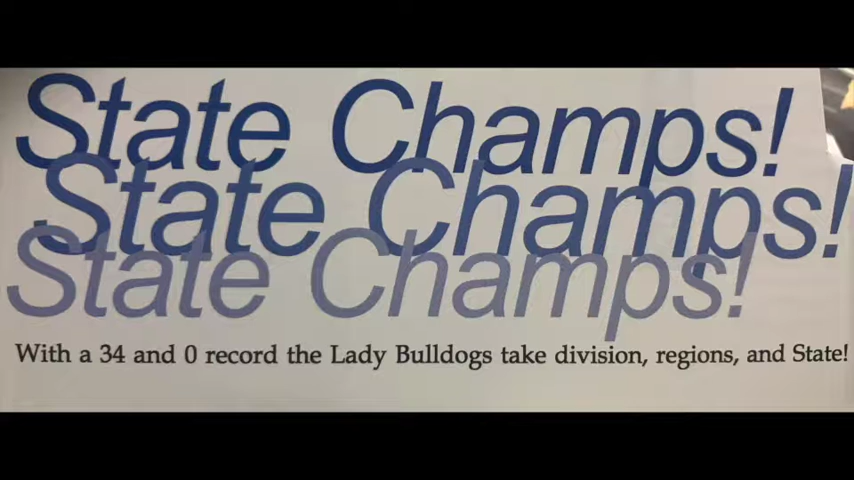 State Champs!
State Champs!
State Champs!
With a 34 and 0 record the Lady Bulldogs take division, regions, and State!